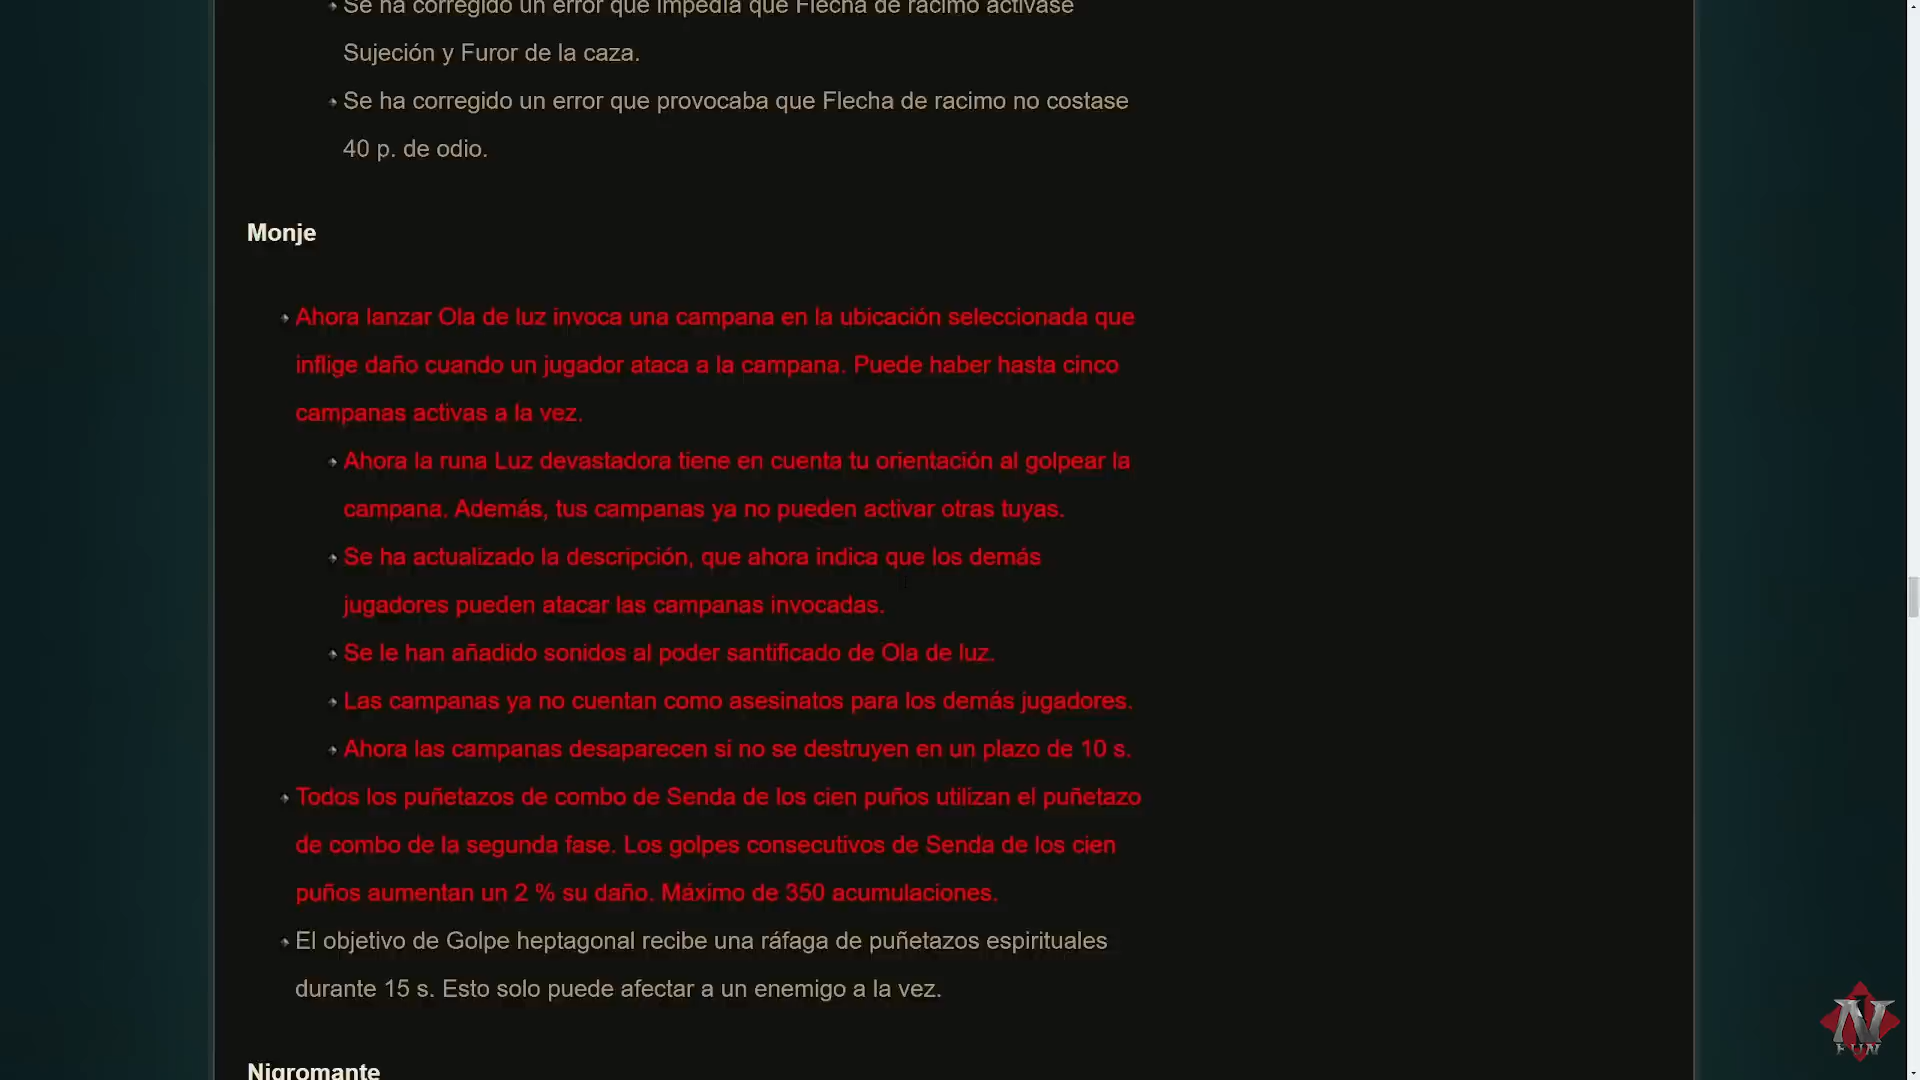 Se ha corregido un error que impedía que Flecha de racimo activase
Sujeción y Furor de la caza.
Se ha corregido un error que provocaba que Flecha de racimo no costase
40 p. de odio.
Monje
Ahora lanzar Ola de luz invoca una campana en la ubicación seleccionada que
inflige daño cuando un jugador ataca a la campana. Puede haber hasta cinco
campanas activas a la vez.
Ahora la runa Luz devastadora tiene en cuenta tu orientación al golpear la
campana. Además, tus campanas ya no pueden activar otras tuyas.
Se ha actualizado la descripción, que ahora indica que los demás
jugadores pueden atacar las campanas invocadas.
Se le han añadido sonidos al poder santificado de Ola de luz.
Las campanas ya no cuentan como asesinatos para los demás jugadores.
Ahora las campanas desaparecen si no se destruyen en un plazo de 10 s.
Todos los puñetazos de combo de Senda de los cien puños utilizan el puñetazo
de combo de la segunda fase. Los golpes consecutivos de Senda de los cien
puños aumentan un 2 % su daño. Máximo de 350 acumulaciones.
El objetivo de Golpe heptagonal recibe una ráfaga de puñetazos espirituales
durante 15 s. Esto solo puede afectar a un enemigo a la vez.
Nigromante
N
FUN